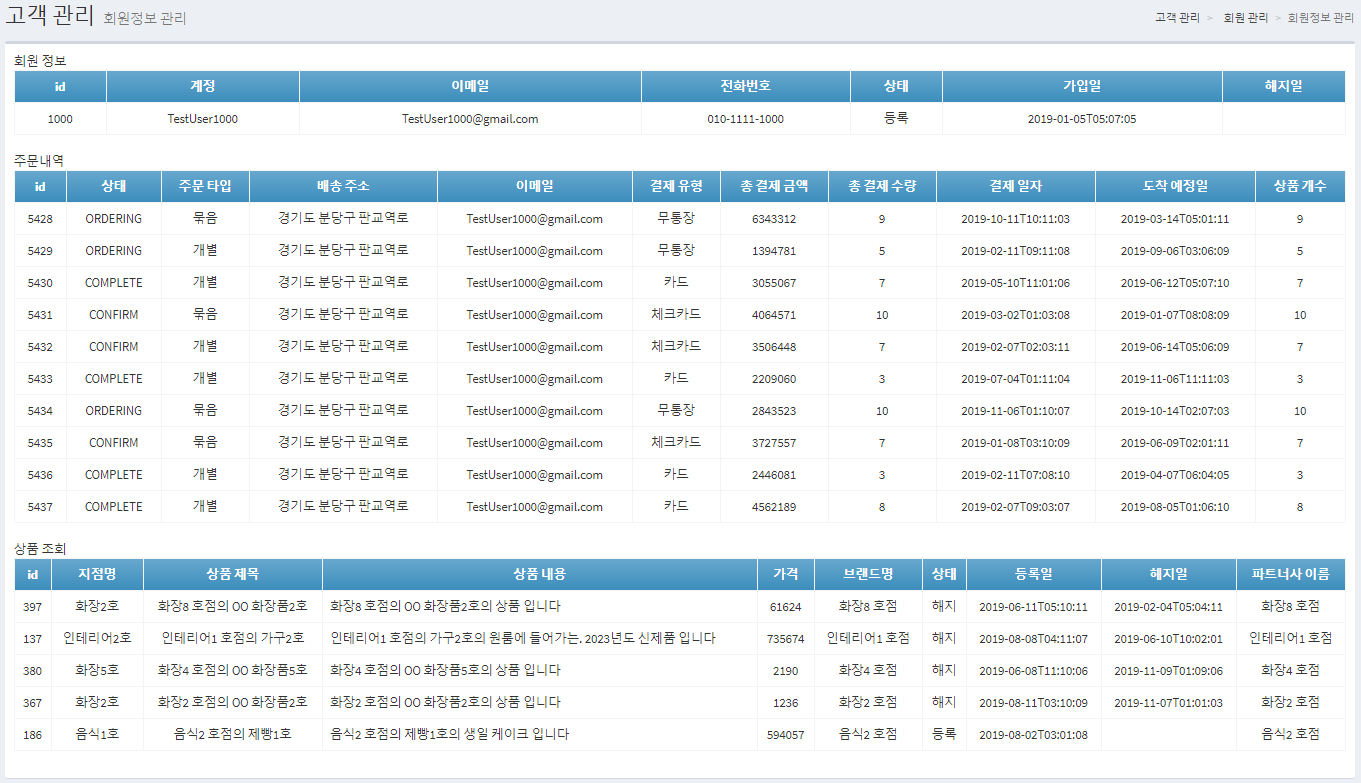 고객 관리 회원정보 관리 고객 관리 > 회원 관리 > 회원정보 관리
회원 정보
id 계정 이메일 전화번호 상태 가입일 해지일
1000 TestUser1000 TestUser1000@gmail.com 010-1111-1000 등록 2019-01-05T05:07:05
주문내역
id 상태 주문 타입 배송 주소 이메일 결제 유형 총 결제 금액 총 결제 수량 결제 일자 도착 예정일 상품 개수
5428 ORDERING 묶음 경기도 분당구 판교역로 TestUser1000@gmail.com 무통장 6343312 9 2019-10-11T10:11:03 2019-03-14T05:01:11 9
5429 ORDERING 개별 경기도 분당구 판교역로 TestUser1000@gmail.com 무통장 1394781 5 2019-02-11T09:11:08 2019-09-06T03:06:09 5
5430 COMPLETE 개별 경기도 분당구 판교역로 TestUser1000@gmail.com 카드 3055067 7 2019-05-10T11:01:06 2019-06-12T05:07:10 7
5431 CONFIRM 묶음 경기도 분당구 판교역로 TestUser1000@gmail.com 체크카드 4064571 10 2019-03-02T01:03:08 2019-01-07T08:08:09 10
5432 CONFIRM 개별 경기도 분당구 판교역로 TestUser1000@gmail.com 체크카드 3506448 7 2019-02-07T02:03:11 2019-06-14T05:06:09 7
5433 COMPLETE 개별 경기도 분당구 판교역로 TestUser1000@gmail.com 카드 2209060 3 2019-07-04T01:11:04 2019-11-06T11:11:03 3
5434 ORDERING 묶음 경기도 분당구 판교역로 TestUser1000@gmail.com 무통장 2843523 10 2019-11-06T01:10:07 2019-10-14T02:07:03 10
5435 CONFIRM 묶음 경기도 분당구 판교역로 TestUser1000@gmail.com 체크카드 3727557 7 2019-01-08T03:10:09 2019-06-09T02:01:11 7
5436 COMPLETE 개별 경기도 분당구 판교역로 TestUser1000@gmail.com 카드 2446081 3 2019-02-11T07:08:10 2019-04-07T06:04:05 3
5437 COMPLETE 개별 경기도 분당구 판교역로 TestUser1000@gmail.com 카드 4562189 8 2019-02-07T09:03:07 2019-08-05T01:06:10 8
상품 조회
id 지점명 상품 제목 상품 내용 가격 브랜드명 상태 등록일 해지일 파트너사 이름
397 화장2호 화장8 호점의 OO 화장품2호 화장8 호점의 OO 화장품2호의 상품 입니다 61624 화장8 호점 해지 2019-06-11T05:10:11 2019-02-04T05:04:11 화장8 호점
137 인테리어2호 인테리어1 호점의 가구2호 인테리어1 호점의 가구2호의 원룸에 들어가는. 2023년도 신제품 입니다 735674 인테리어1 호점 해지 2019-08-08T04:11:07 2019-06-10T10:02:01 인테리어1 호점
380 화장5호 화장4 호점의 OO 화장품5호 화장4 호점의 OO 화장품5호의 상품 입니다 2190 화장4 호점 해지 2019-06-08T11:10:06 2019-11-09T01:09:06 화장4 호점
367 화장2호 화장2 호점의 OO 화장품2호 화장2 호점의 OO 화장품2호의 상품 입니다 1236 화장2 호점 해지 2019-08-11T03:10:09 2019-11-07T01:01:03 화장2 호점
186 음식1호 음식2 호점의 제빵1호 음식2 호점의 제빵1호의 생일 케이크 입니다 594057 음식2 호점 등록 2019-08-02T03:01:08 음식2 호점